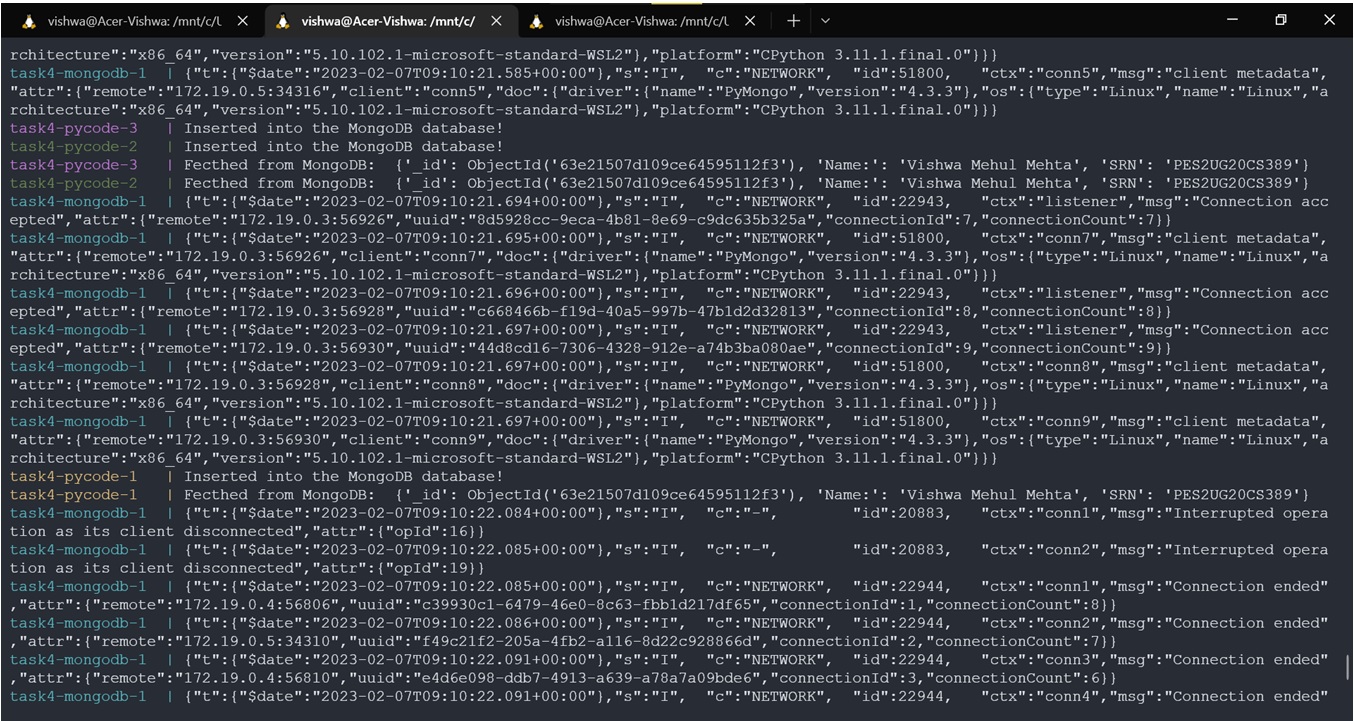 vishwa@Acer-Vishwa: /mnt/c/l
vishwa@Acer-Vishwa: /mnt/c/
vishwa@Acer-Vishwa: /mnt/c/l
rchitecture":"x86_64","version":"5.10.102.1-microsoft-standard-WSL2"},"platform":"CPython 3.11.1.final.0"}}}
task4-mongodb-1  | {"t":{"$date":"2023-02-07T09:10:21.585+00:00"},"s":"I",  "c":"NETWORK",  "id":51800,   "ctx":"conn5","msg":"client metadata",
"attr":{"remote":"172.19.0.5:34316","client":"conn5","doc":{"driver":{"name":"PyMongo","version":"4.3.3"},"os":{"type":"Linux","name":"Linux","a
rchitecture":"x86_64","version":"5.10.102.1-microsoft-standard-WSL2"},"platform":"CPython 3.11.1.final.0"}}}
task4-pycode-3   | Inserted into the MongoDB database!
task4-pycode-2   | Inserted into the MongoDB database!
task4-pycode-3   | Fecthed from MongoDB:  {'_id': ObjectId('63e21507d109ce64595112f3'), 'Name:': 'Vishwa Mehul Mehta', 'SRN': 'PES2UG20CS389'}
task4-pycode-2   | Fecthed from MongoDB:  {'_id': ObjectId('63e21507d109ce64595112f3'), 'Name:': 'Vishwa Mehul Mehta', 'SRN': 'PES2UG20CS389'}
task4-mongodb-1  | {"t":{"$date":"2023-02-07T09:10:21.694+00:00"},"s":"I",  "c":"NETWORK",  "id":22943,   "ctx":"listener","msg":"Connection acc
epted","attr":{"remote":"172.19.0.3:56926","uuid":"8d5928cc-9eca-4b81-8e69-c9dc635b325a","connectionId":7,"connectionCount":7}}
task4-mongodb-1  | {"t":{"$date":"2023-02-07T09:10:21.695+00:00"},"s":"I",  "c":"NETWORK",  "id":51800,   "ctx":"conn7","msg":"client metadata",
"attr":{"remote":"172.19.0.3:56926","client":"conn7","doc":{"driver":{"name":"PyMongo","version":"4.3.3"},"os":{"type":"Linux","name":"Linux","a
rchitecture":"x86_64","version":"5.10.102.1-microsoft-standard-WSL2"},"platform":"CPython 3.11.1.final.0"}}}
task4-mongodb-1  | {"t":{"$date":"2023-02-07T09:10:21.696+00:00"},"s":"I",  "c":"NETWORK",  "id":22943,   "ctx":"listener","msg":"Connection acc
epted","attr":{"remote":"172.19.0.3:56928","uuid":"c668466b-f19d-40a5-997b-47b1d2d32813","connectionId":8,"connectionCount":8}}
task4-mongodb-1  | {"t":{"$date":"2023-02-07T09:10:21.697+00:00"},"s":"I",  "c":"NETWORK",  "id":22943,   "ctx":"listener","msg":"Connection acc
epted","attr":{"remote":"172.19.0.3:56930","uuid":"44d8cd16-7306-4328-912e-a74b3ba080ae","connectionId":9,"connectionCount":9}}
task4-mongodb-1  | {"t":{"$date":"2023-02-07T09:10:21.697+00:00"},"s":"I",  "c":"NETWORK",  "id":51800,   "ctx":"conn8","msg":"client metadata",
"attr":{"remote":"172.19.0.3:56928","client":"conn8","doc":{"driver":{"name":"PyMongo","version":"4.3.3"},"os":{"type":"Linux","name":"Linux","a
rchitecture":"x86_64","version":"5.10.102.1-microsoft-standard-WSL2"},"platform":"CPython 3.11.1.final.0"}}}
task4-mongodb-1  | {"t":{"$date":"2023-02-07T09:10:21.697+00:00"},"s":"I",  "c":"NETWORK",  "id":51800,   "ctx":"conn9","msg":"client metadata",
"attr":{"remote":"172.19.0.3:56930","client":"conn9","doc":{"driver":{"name":"PyMongo","version":"4.3.3"},"os":{"type":"Linux","name":"Linux","a
rchitecture":"x86_64","version":"5.10.102.1-microsoft-standard-WSL2"},"platform":"CPython 3.11.1.final.0"}}}
task4-pycode-1   | Inserted into the MongoDB database!
task4-pycode-1   | Fecthed from MongoDB:  {'_id': ObjectId('63e21507d109ce64595112f3'), 'Name:': 'Vishwa Mehul Mehta', 'SRN': 'PES2UG20CS389'}
task4-mongodb-1  | {"t":{"$date":"2023-02-07T09:10:22.084+00:00"},"s":"I",  "c":"-",        "id":20883,   "ctx":"conn1","msg":"Interrupted opera
tion as its client disconnected","attr":{"opId":16}}
task4-mongodb-1  | {"t":{"$date":"2023-02-07T09:10:22.085+00:00"},"s":"I",  "c":"-",        "id":20883,   "ctx":"conn2","msg":"Interrupted opera
tion as its client disconnected","attr":{"opId":19}}
task4-mongodb-1  | {"t":{"$date":"2023-02-07T09:10:22.085+00:00"},"s":"I",  "c":"NETWORK",  "id":22944,   "ctx":"conn1","msg":"Connection ended"
,"attr":{"remote":"172.19.0.4:56806","uuid":"c39930c1-6479-46e0-8c63-fbb1d217df65","connectionId":1,"connectionCount":8}}
task4-mongodb-1  | {"t":{"$date":"2023-02-07T09:10:22.086+00:00"},"s":"I",  "c":"NETWORK",  "id":22944,   "ctx":"conn2","msg":"Connection ended"
,"attr":{"remote":"172.19.0.5:34310","uuid":"f49c21f2-205a-4fb2-a116-8d22c928866d","connectionId":2,"connectionCount":7}}
task4-mongodb-1  | {"t":{"$date":"2023-02-07T09:10:22.091+00:00"},"s":"I",  "c":"NETWORK",  "id":22944,   "ctx":"conn3","msg":"Connection ended"
,"attr":{"remote":"172.19.0.4:56810","uuid":"e4d6e098-ddb7-4913-a639-a78a7a09bde6","connectionId":3,"connectionCount":6}}
task4-mongodb-1  | {"t":{"$date":"2023-02-07T09:10:22.091+00:00"},"s":"I",  "c":"NETWORK",  "id":22944,   "ctx":"conn4","msg":"Connection ended"